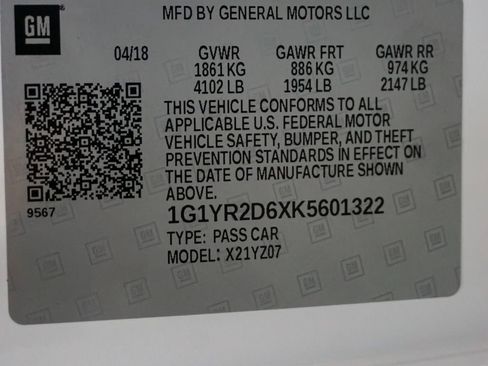 MFD BY GENERAL MOTORS LLC
GM
04/18 GVWR GAWR FRT GAWR RR
1861 KG 886 KG 974 KG
4102 LB 1954 LB 2147 LB
THIS VEHICLE CONFORMS TO ALL
APPLICABLE U.S. FEDERAL MOTOR
VEHICLE SAFETY, BUMPER, AND THEFT
PREVENTION STANDARDS IN EFFECT ON
THE DATE OF MANUFACTURE SHOWN
ABOVE.
9567
1G1YR2D6XK5601322
TYPE: PASS CAR
MODEL: X21YZ07